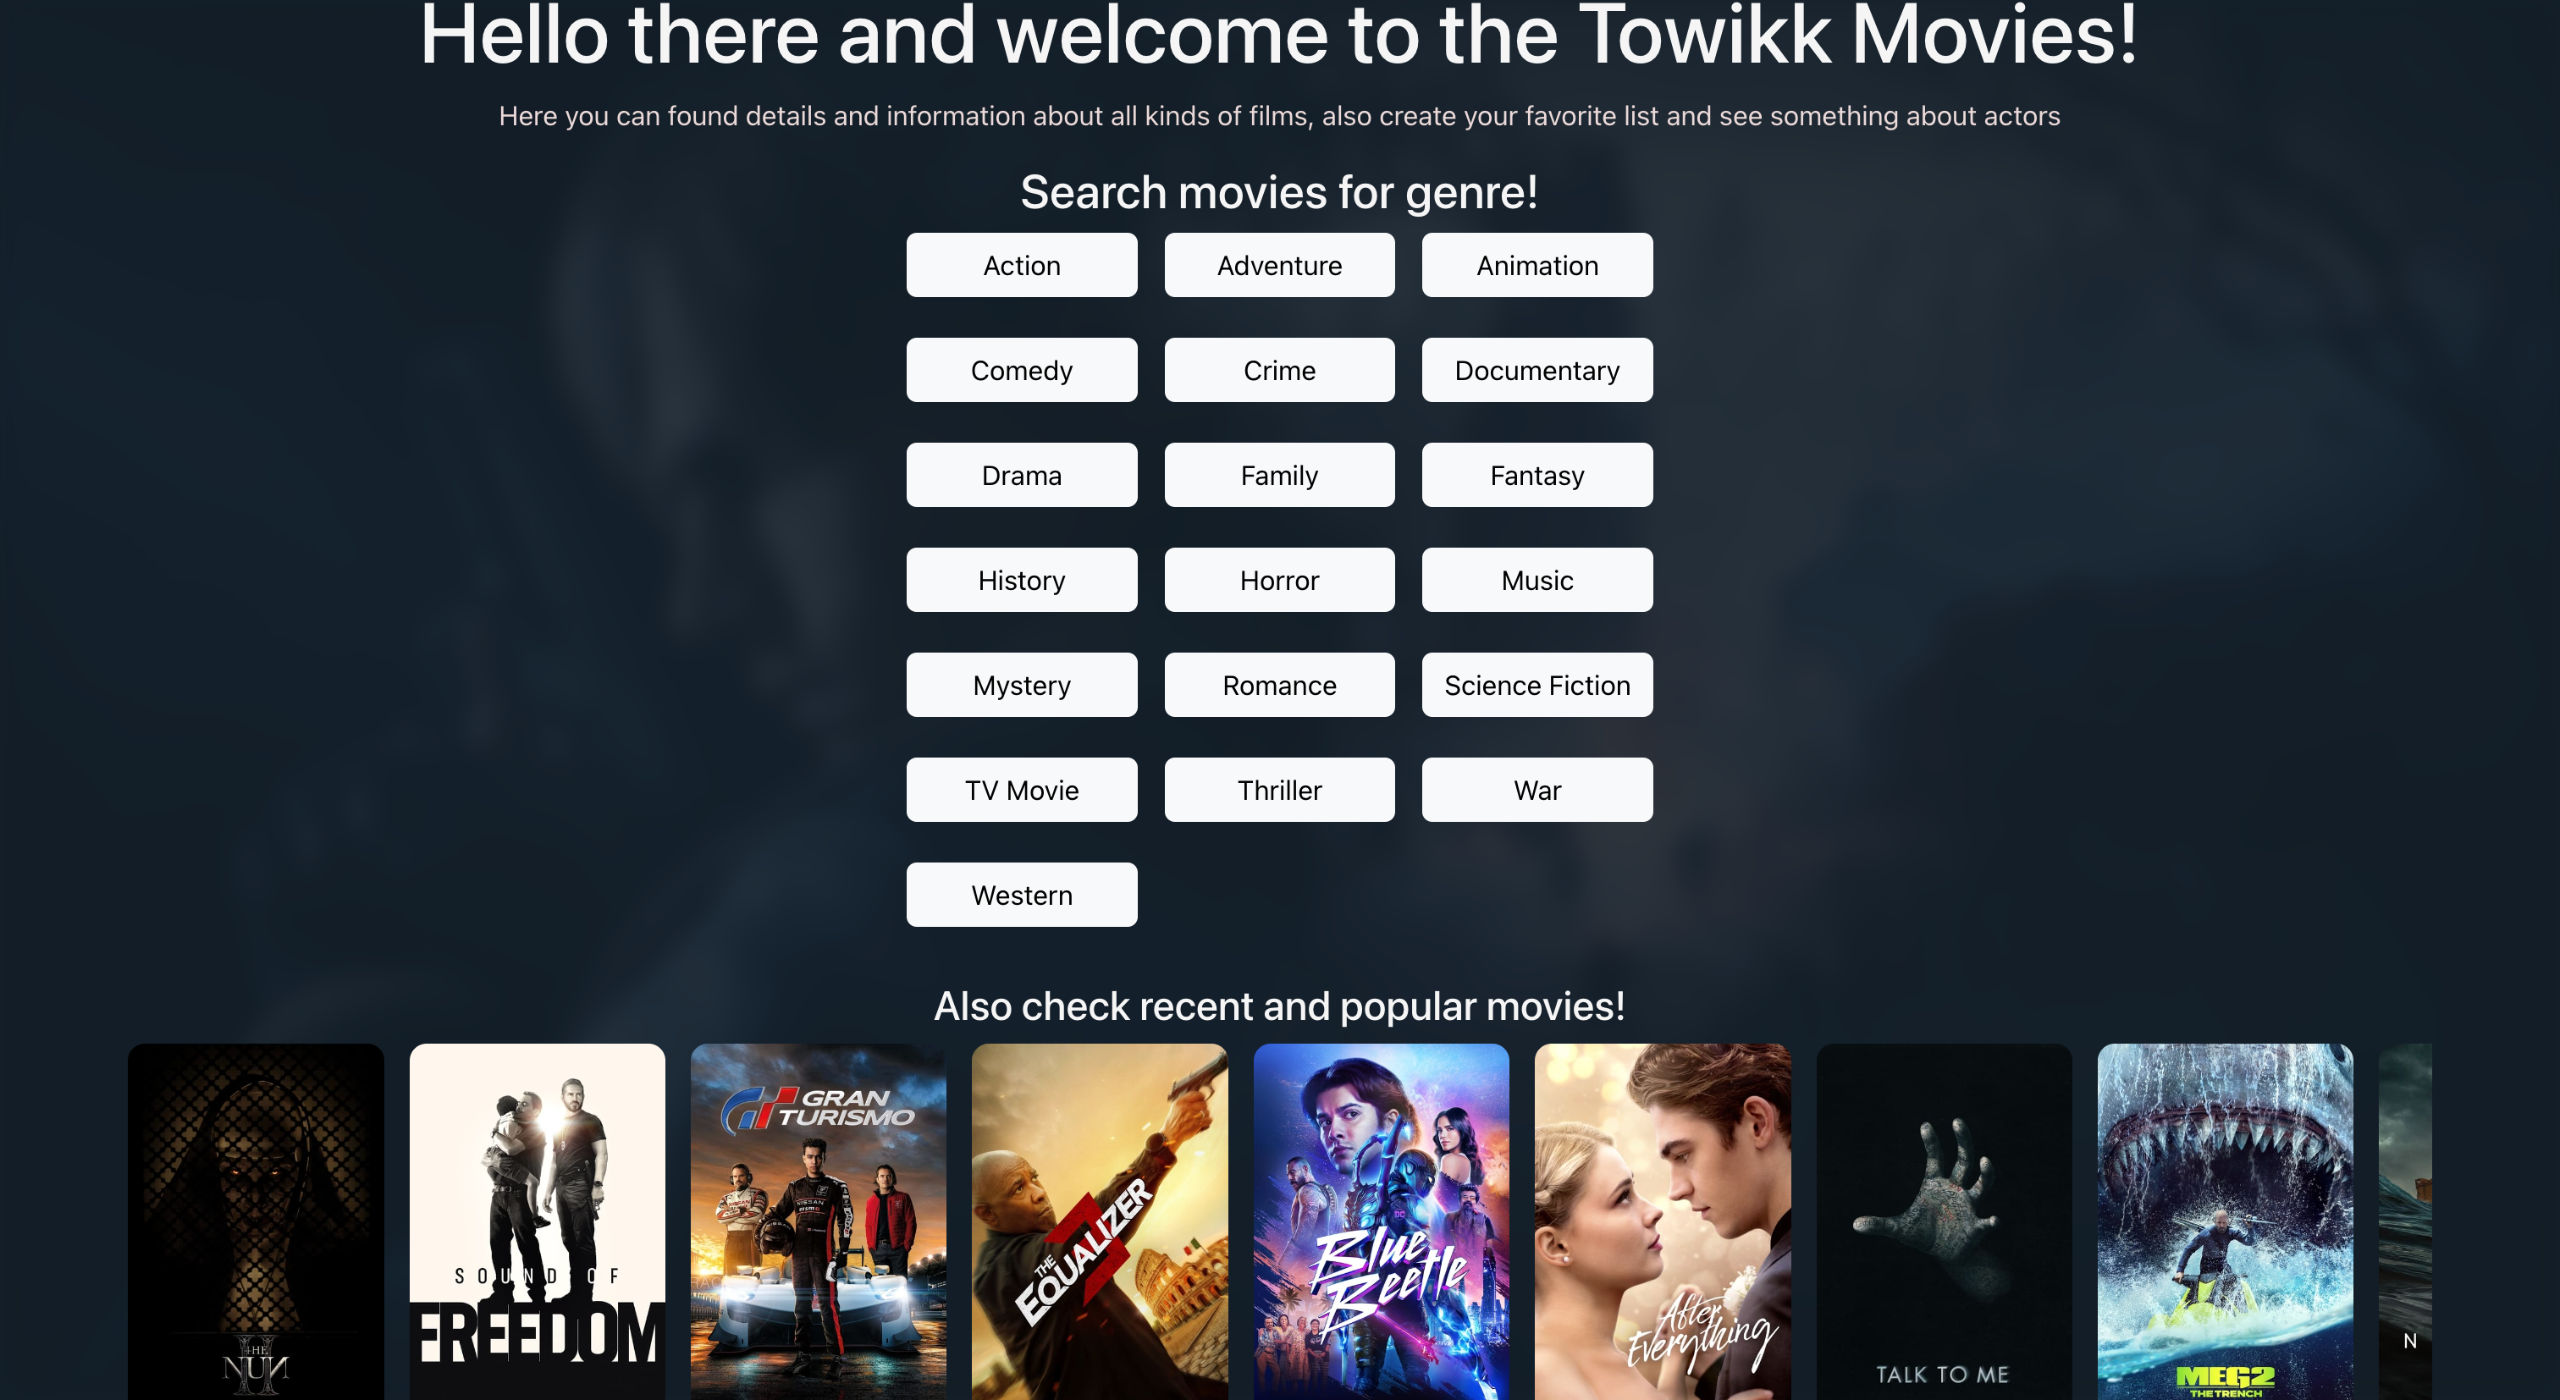 Hello there and welcome to the Towikk Movies!
Here you can found details and information about all kinds of films, also create your favorite list and see something about actors
Search movies for genre!
Action
Adventure
Animation
Comedy
Crime
Documentary
Drama
Family
Fantasy
History
Horror
Music
Mystery
Romance
Science Fiction
TV Movie
Thriller
War
Western
Also check recent and popular movies!
THE
NUN
II
SOUND OF
FREEDOM
GRAN
TURISMO
NISSAN
THE
EQUALIZER
3
Blue
Beetle
After
Everything
TALK TO ME
MEG2
THE TRENCH
N